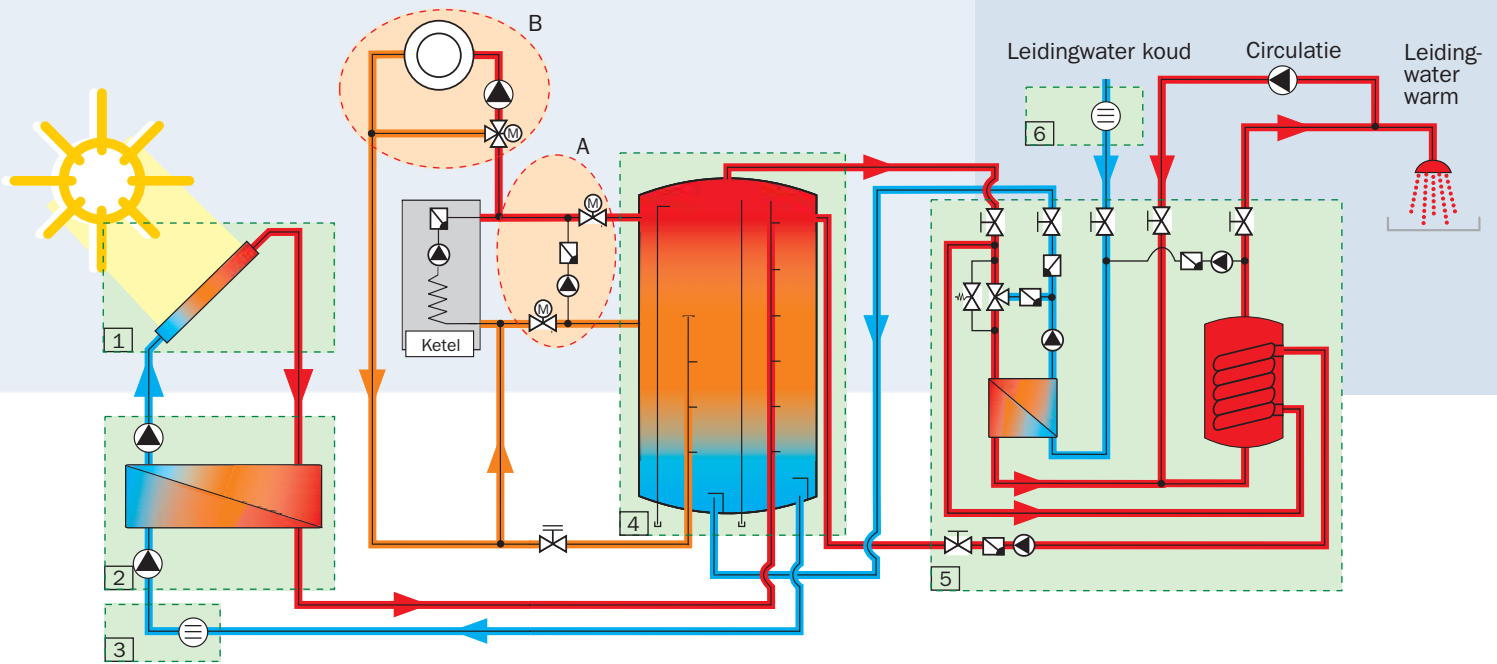 B
Leidingwater koud
Circulatie
Leiding-
water
warm
M
6
A
M
Ketel
M
1
2
3
4
5